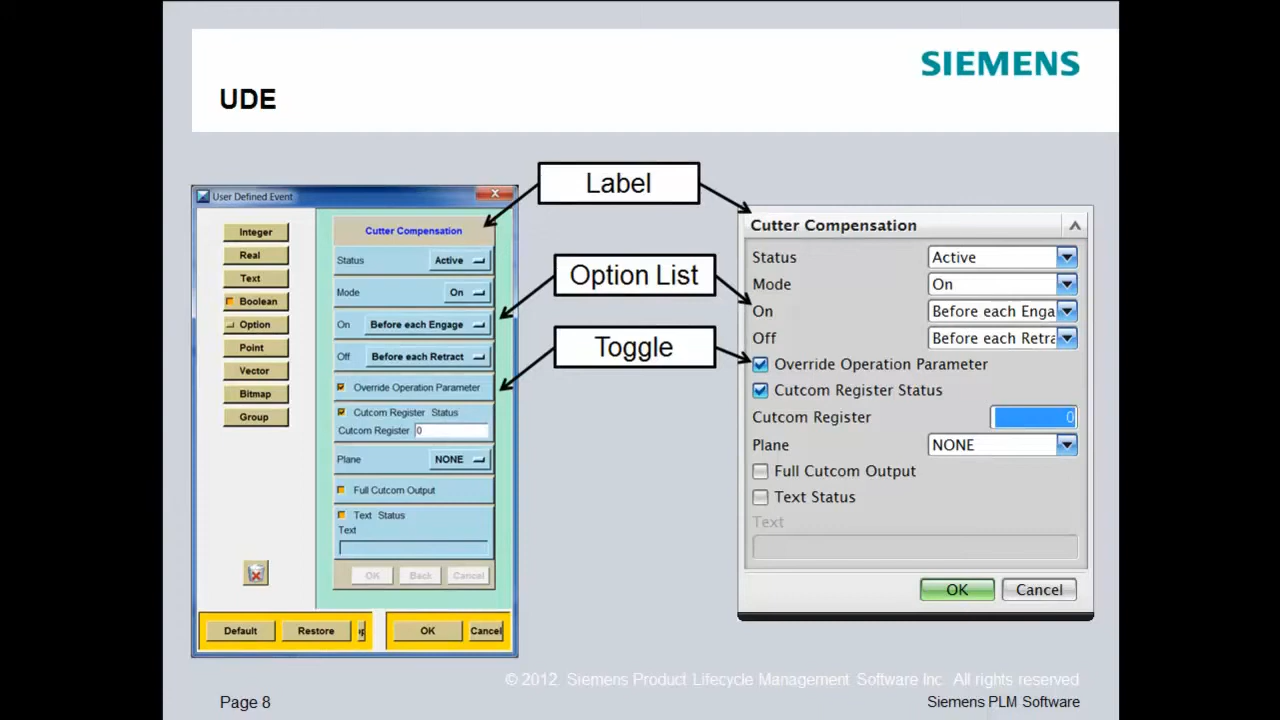 SIEMENS
UDE
Label
Option List
Toggle
User Defined Event
Integer
Real
Text
Boolean
Option
Point
Vector
Bitmap
Group
Cutter Compensation
Status Active
Mode On
On Before each Engage
Off Before each Retract
Override Operation Parameter
Cutcom Register Status
Cutcom Register 0
Plane NONE
Full Cutcom Output
Text Status
Text
OK Back Cancel
Default Restore OK Cancel
Cutter Compensation
Status Active
Mode On
On Before each Enga
Off Before each Retra
Override Operation Parameter
Cutcom Register Status
Cutcom Register 0
Plane NONE
Full Cutcom Output
Text Status
Text
OK Cancel
© 2012. Siemens Product Lifecycle Management Software Inc. All rights reserved
Page 8
Siemens PLM Software